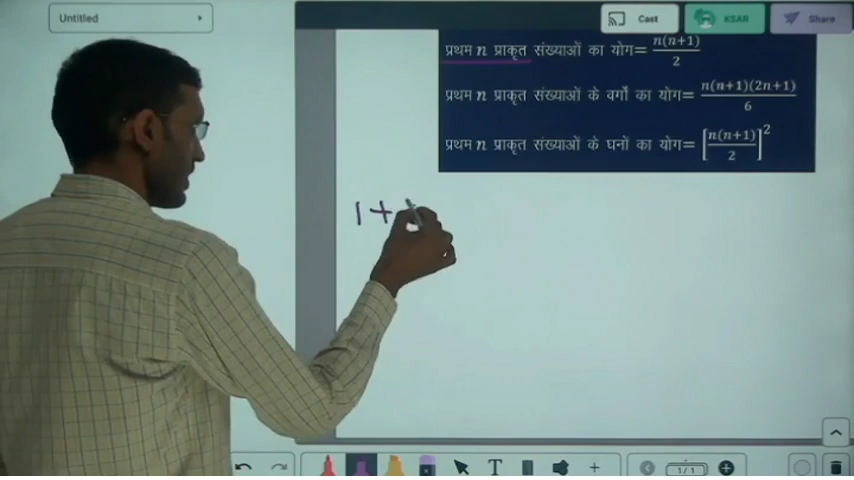 Untitled
Cast
KSAR
Share
प्रथम n प्राकृत संख्याओं का योग= n(n+1)/2
प्रथम n प्राकृत संख्याओं के वर्गों का योग= n(n+1)(2n+1)/6
प्रथम n प्राकृत संख्याओं के घनों का योग= [n(n+1)/2]²
1+
T
1/1